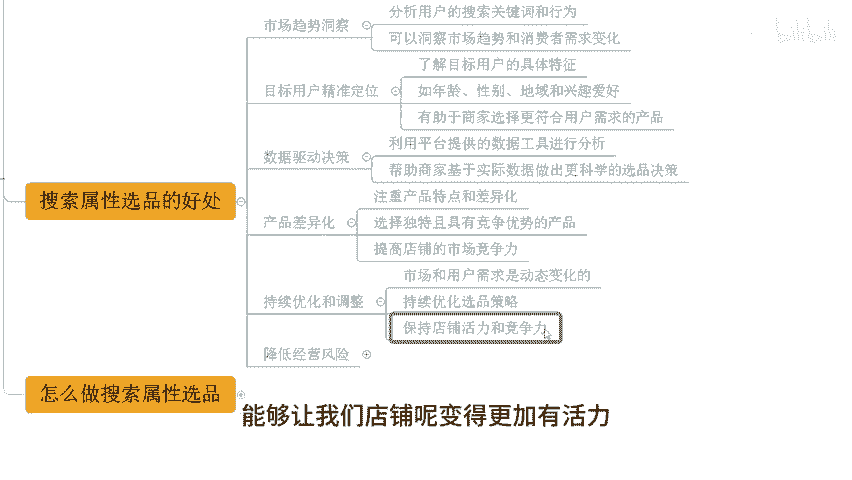 分析用户的搜索关键词和行为
市场趋势洞察
可以洞察市场趋势和消费者需求变化
了解目标用户的具体特征
目标用户精准定位
如年龄、性别、地域和兴趣爱好
有助于商家选择更符合用户需求的产品
利用平台提供的数据工具进行分析
数据驱动决策
帮助商家基于实际数据做出更科学的选品决策
搜索属性选品的好处
注重产品特点和差异化
产品差异化
选择独特且具有竞争优势的产品
提高店铺的市场竞争力
市场和用户需求是动态变化的
持续优化和调整
持续优化选品策略
保持店铺活力和竞争力
降低经营风险
怎么做搜索属性选品
能够让我们店铺呢变得更加有活力
bilibili